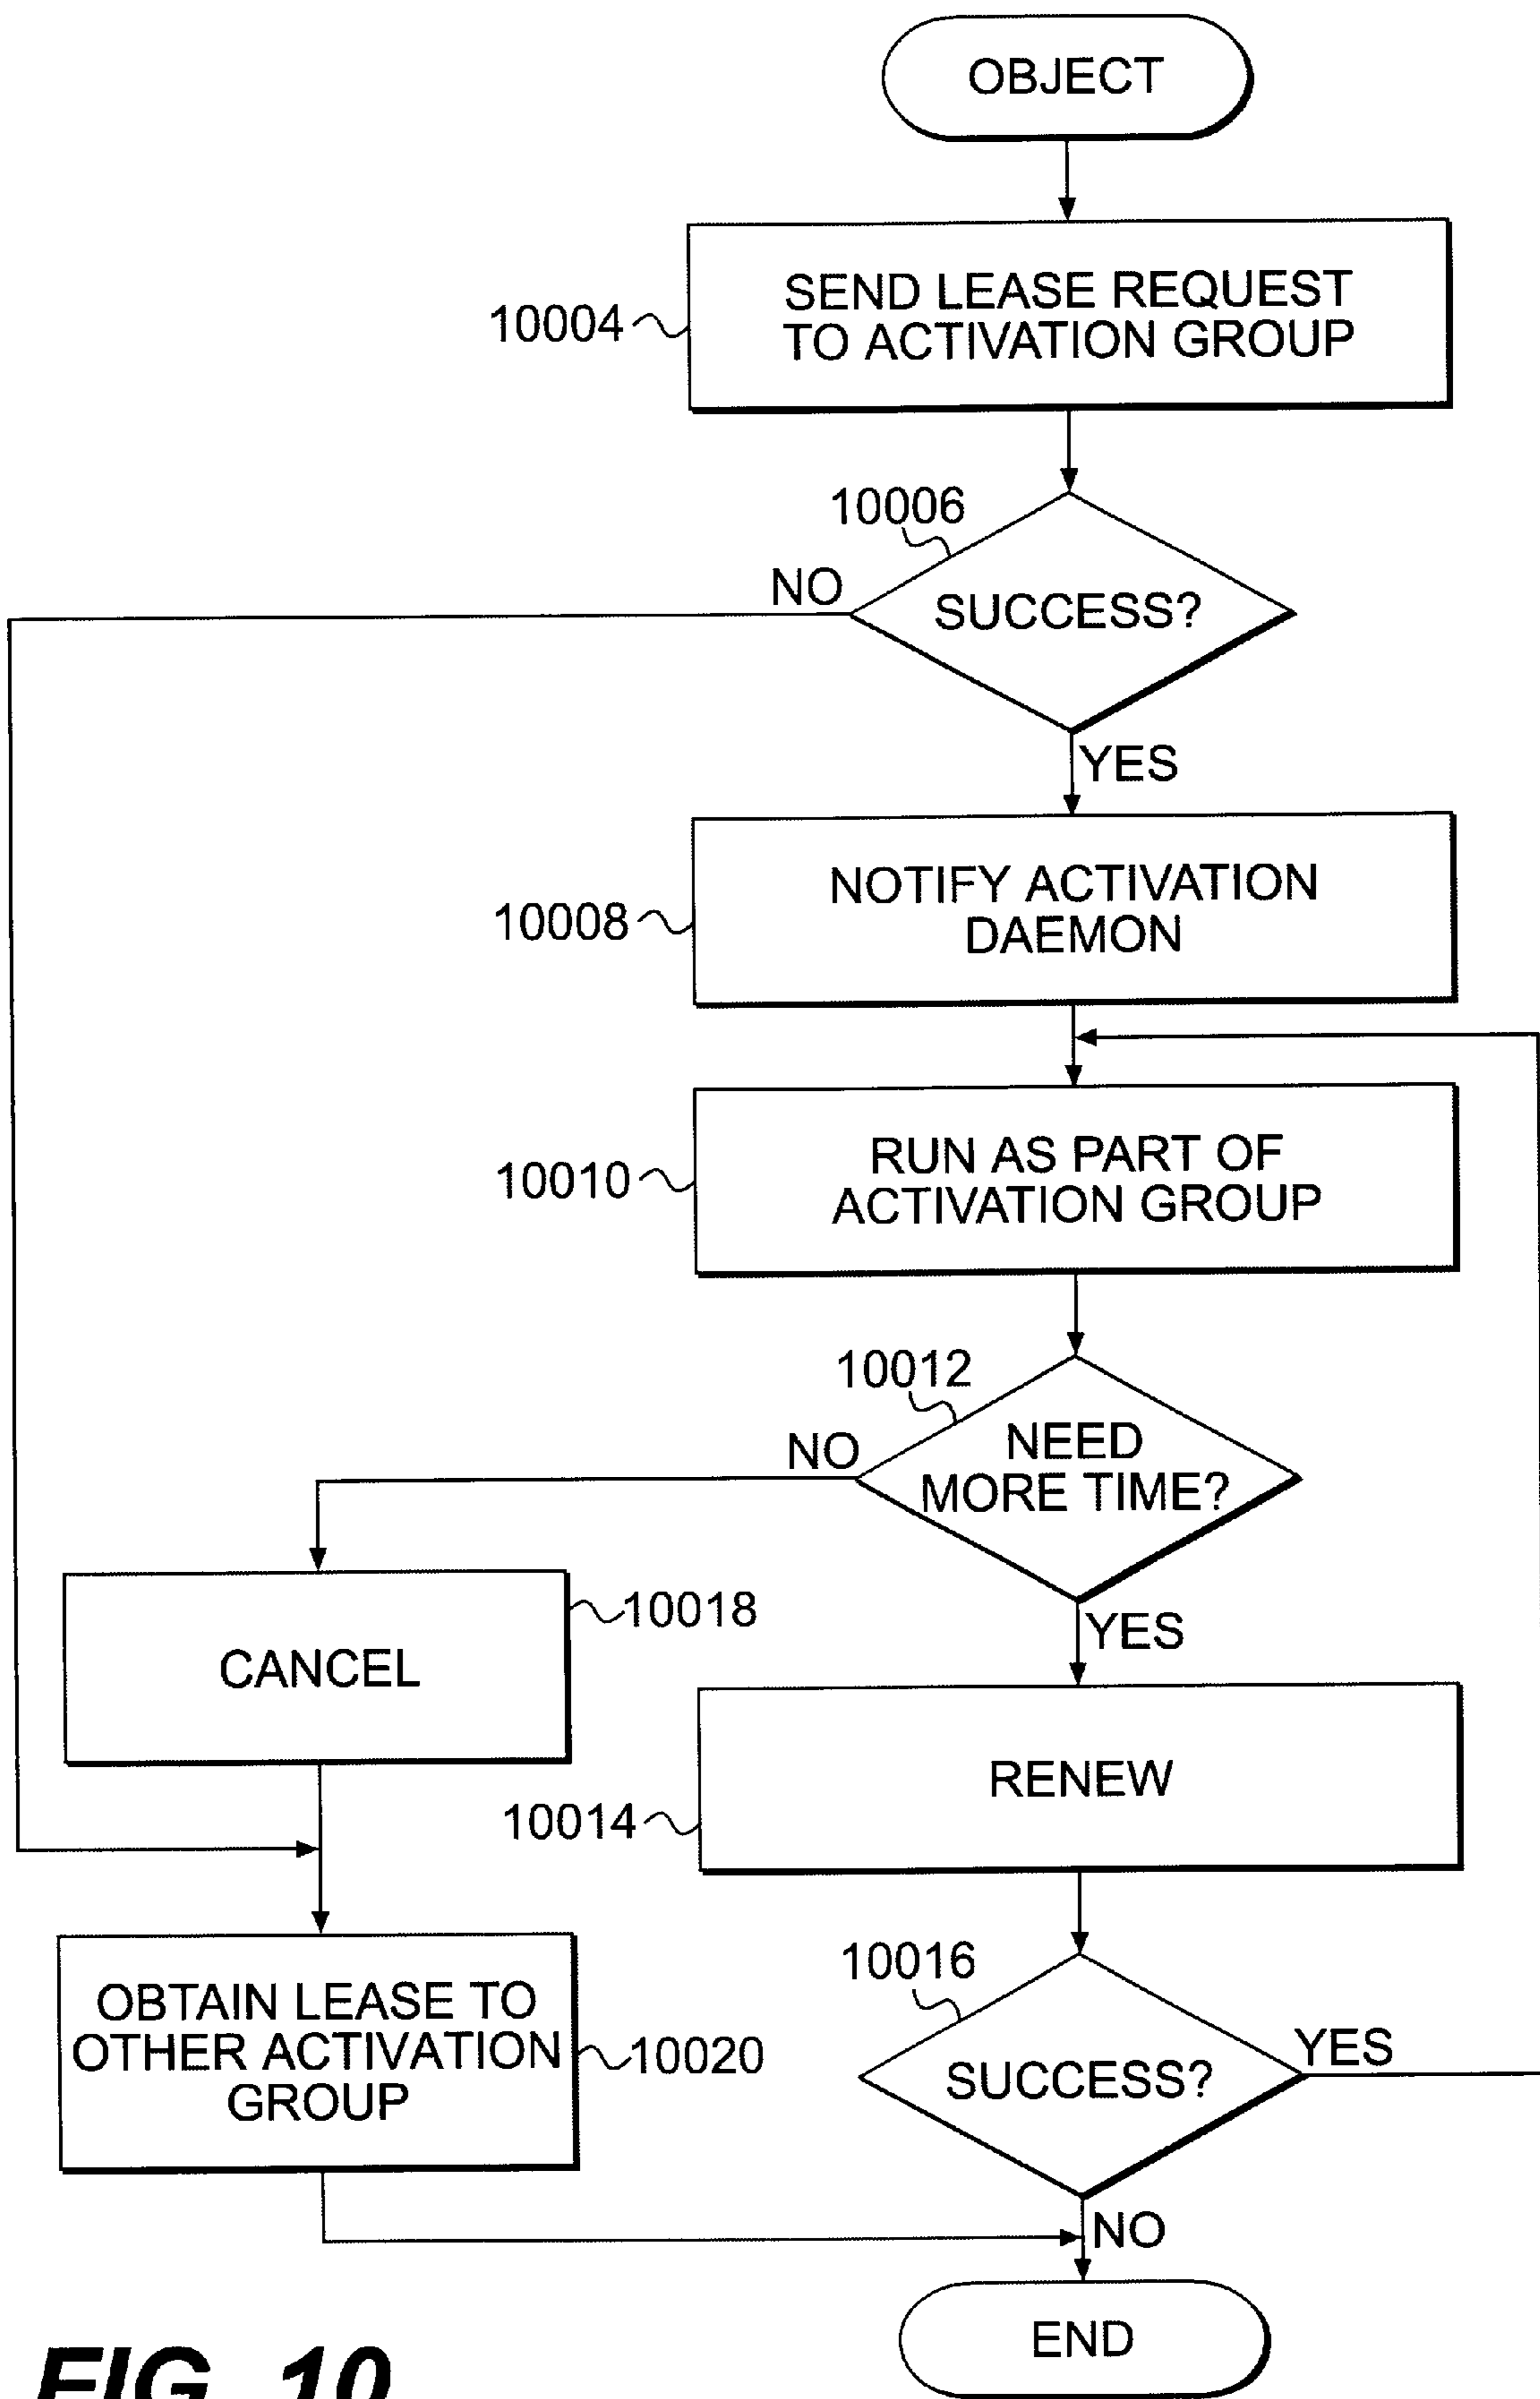 OBJECT
SEND LEASE REQUEST
TO ACTIVATION GROUP
10004
10006
NO
SUCCESS?
YES
NOTIFY ACTIVATION
DAEMON
10008
RUN AS PART OF
ACTIVATION GROUP
10010
10012
NO
NEED
MORE TIME?
YES
10018
CANCEL
RENEW
10014
10016
SUCCESS?
YES
OBTAIN LEASE TO
OTHER ACTIVATION
GROUP
10020
NO
END
FIG. 10